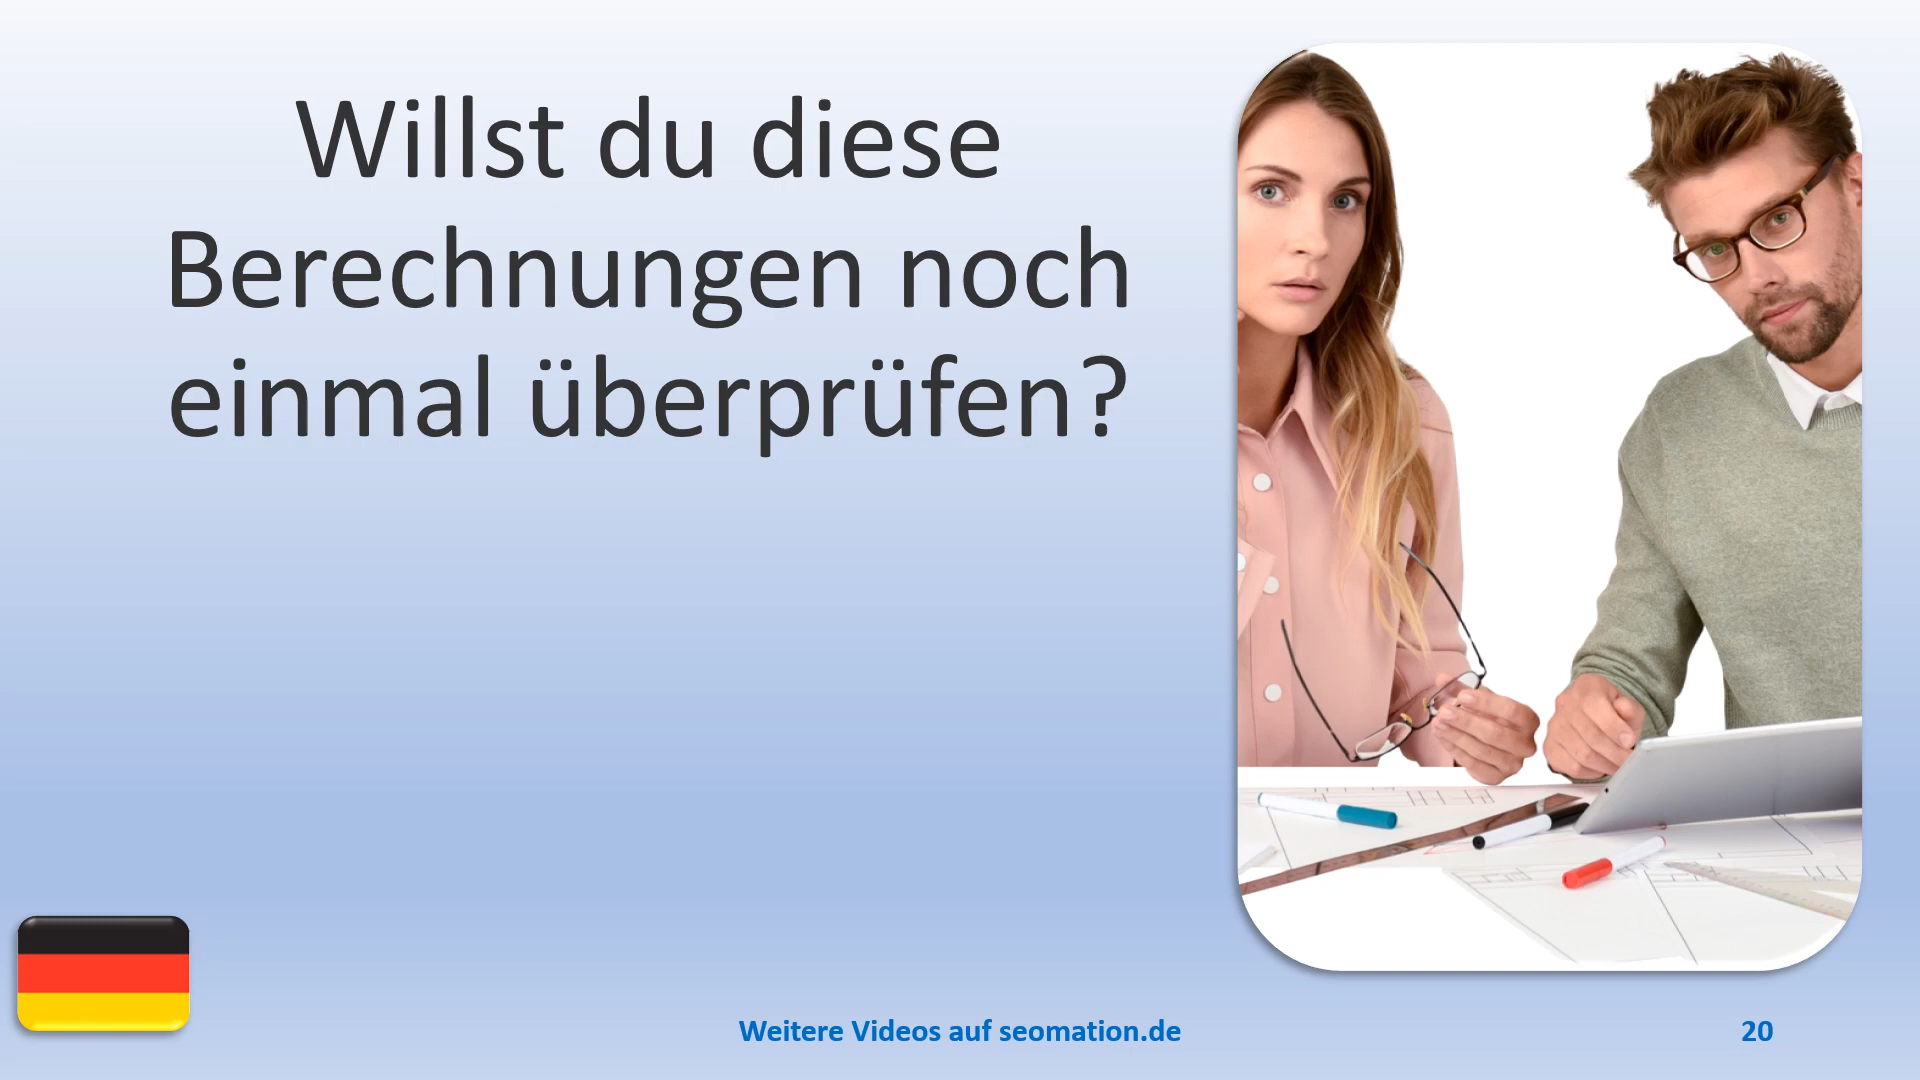 Willst du diese
Berechnungen noch
einmal überprüfen?
Weitere Videos auf seomation.de
20